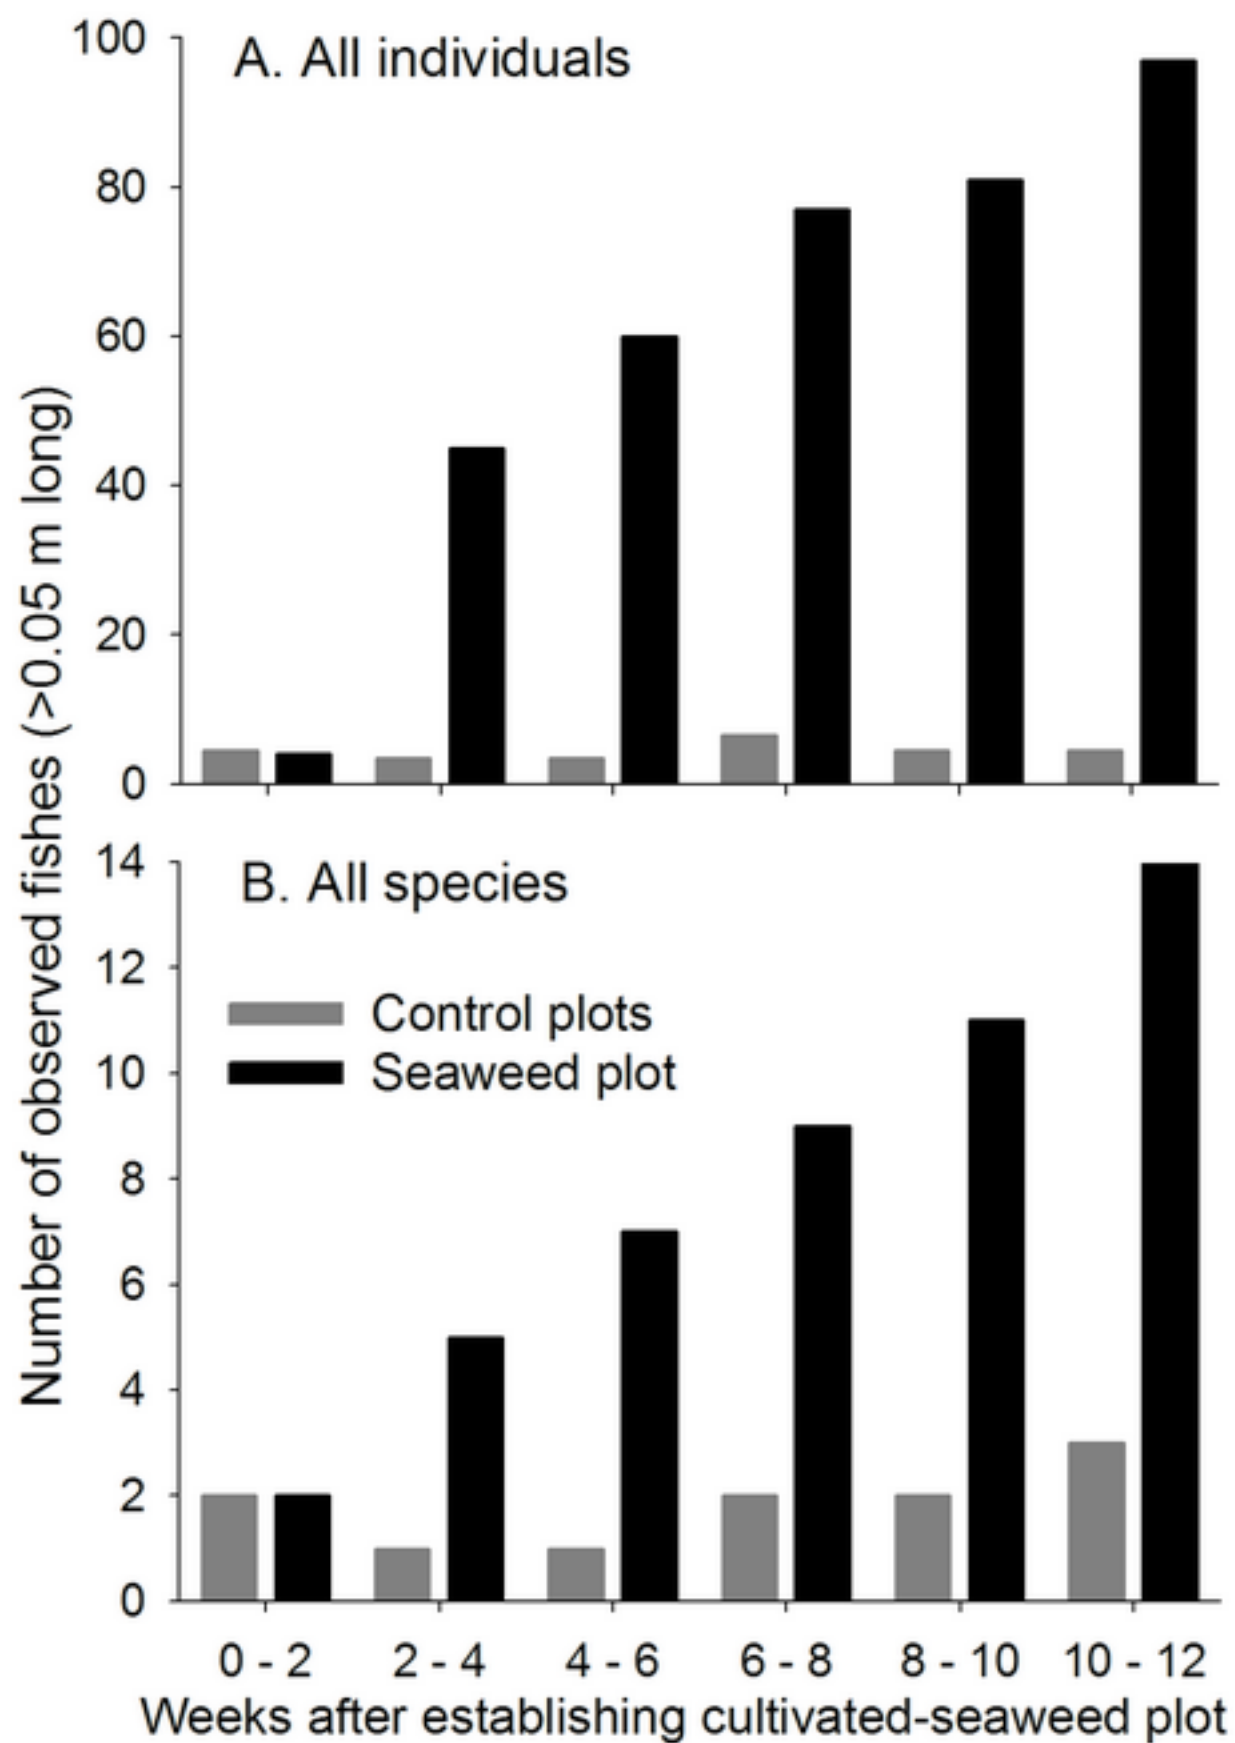 A. All individuals
100
80
60
40
20
0
Number of observed fishes (>0.05 m long)
B. All species
Control plots
Seaweed plot
14
12
10
8
6
4
2
0
0 - 2 2 - 4 4 - 6 6 - 8 8 - 10 10 - 12
Weeks after establishing cultivated-seaweed plot